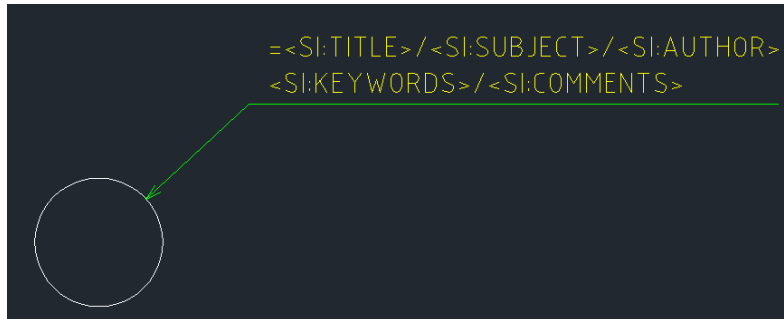 =<SI:TITLE>/<SI:SUBJECT>/<SI:AUTHOR>
<SI:KEYWORDS>/<SI:COMMENTS>